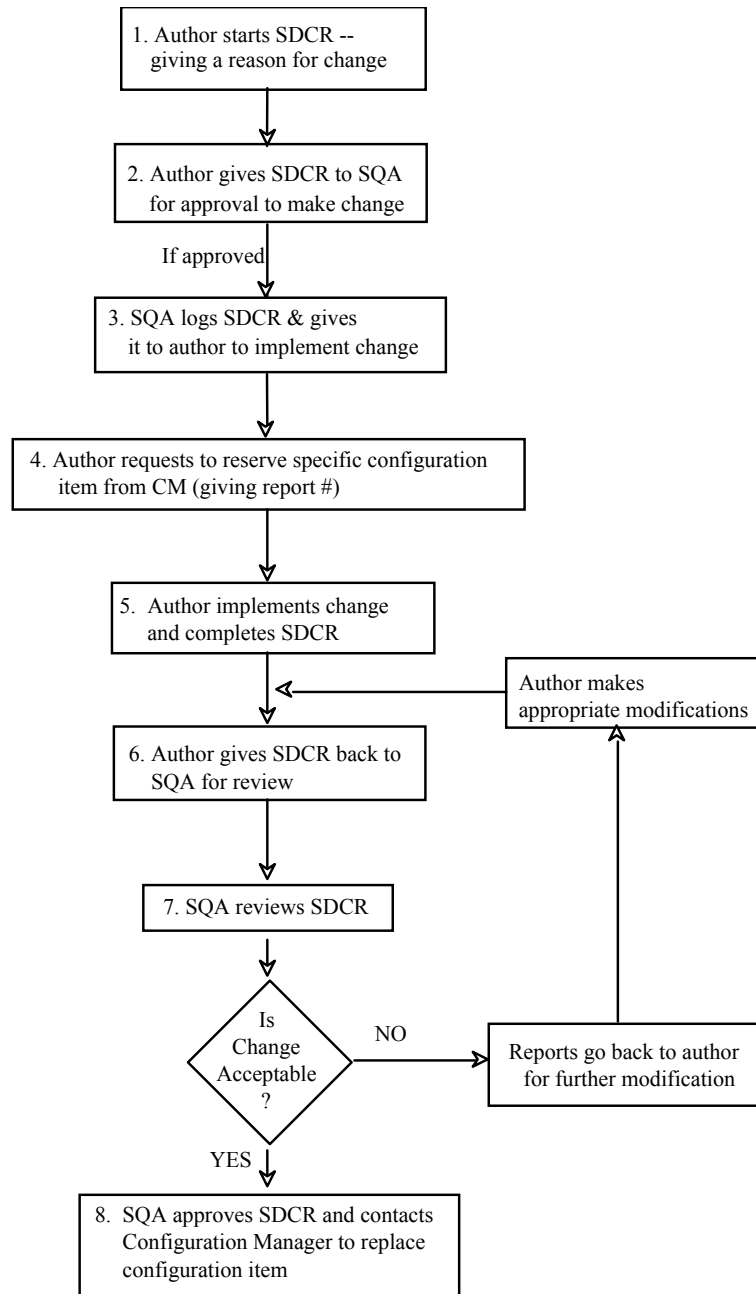 1. Author starts SDCR --
giving a reason for change
2. Author gives SDCR to SQA
for approval to make change
If approved
3. SQA logs SDCR & gives
it to author to implement change
4. Author requests to reserve specific configuration
item from CM (giving report #)
5. Author implements change
and completes SDCR
Author makes
appropriate modifications
6. Author gives SDCR back to
SQA for review
7. SQA reviews SDCR
Is
Change
Acceptable
?
NO
Reports go back to author
for further modification
YES
8. SQA approves SDCR and contacts
Configuration Manager to replace
configuration item